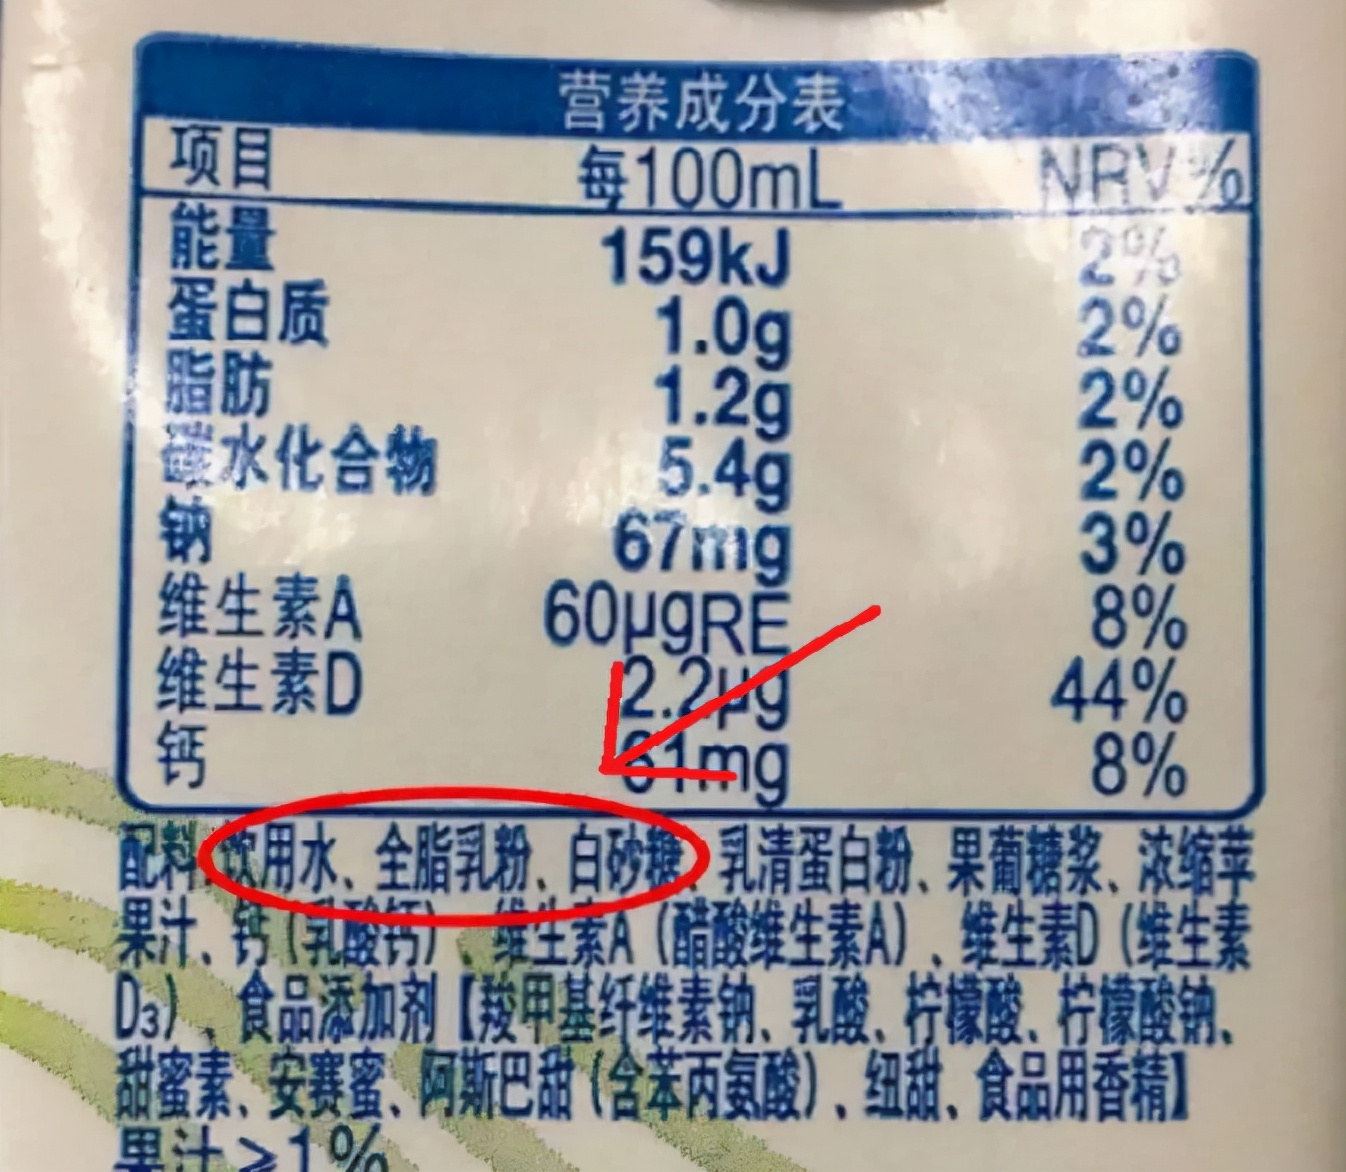 营养成分表
项目 每100mL NRV%
能量 159kJ 2%
蛋白质 1.0g 2%
脂肪 1.2g 2%
碳水化合物 5.4g 2%
钠 67mg 3%
维生素A 60μgRE 8%
维生素D 2.2μg 44%
钙 61mg 8%
配料 饮用水、全脂乳粉、白砂糖、乳清蛋白粉、果葡糖浆、浓缩苹
果汁、钙(乳酸钙)、维生素A(醋酸维生素A)、维生素D(维生素
D₃)、食品添加剂【羧甲基纤维素钠、乳酸、柠檬酸、柠檬酸钠、
甜蜜素、安赛蜜、阿斯巴甜(含苯丙氨酸)、纽甜、食品用香精】
果汁≥1%